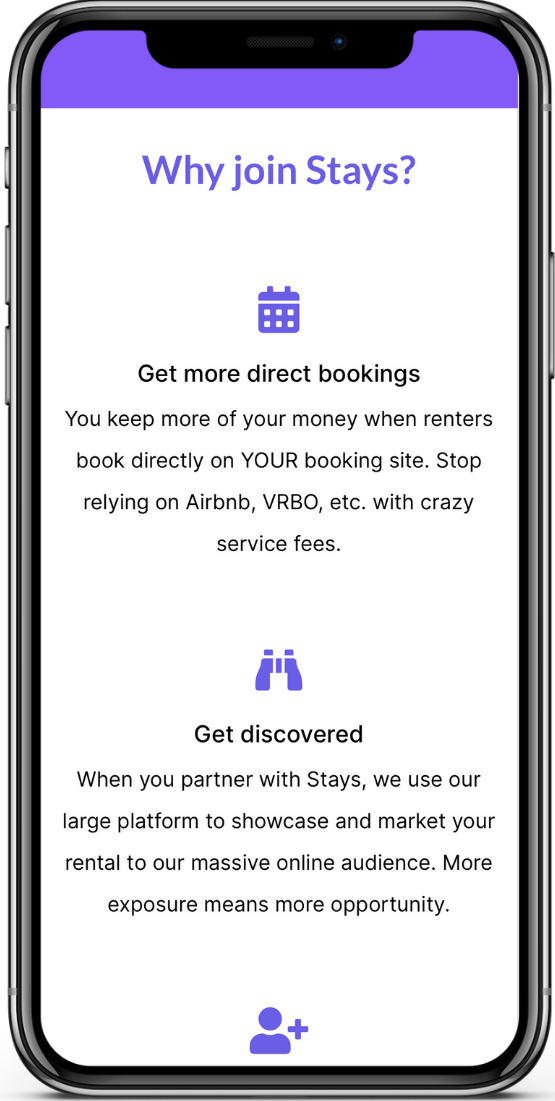 Why join Stays?
Get more direct bookings
You keep more of your money when renters
book directly on YOUR booking site. Stop
relying on Airbnb, VRBO, etc. with crazy
service fees.
Get discovered
When you partner with Stays, we use our
large platform to showcase and market your
rental to our massive online audience. More
exposure means more opportunity.